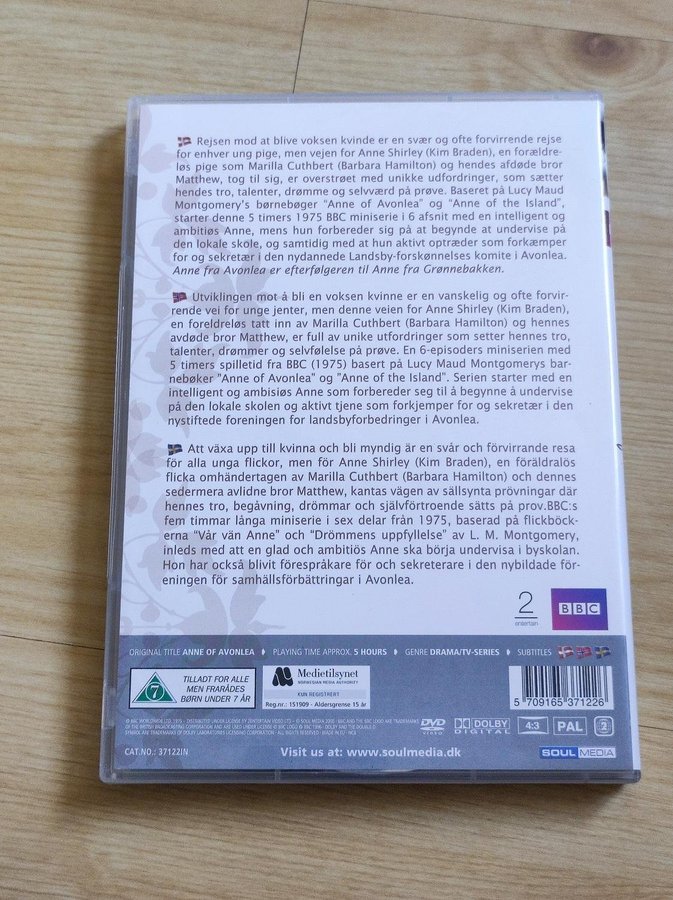 Rejsen mod at blive voksen kvinde er en svær og ofte forvirrende rejse
for enhver ung pige, men vejen for Anne Shirley (Kim Braden), en forældre-
løs pige som Marilla Cuthbert (Barbara Hamilton) og hendes afdøde bror
Matthew, tog til sig, er overstrøet med unikke udfordringer, som sætter
hendes tro, talenter, drømme og selvværd på prøve. Baseret på Lucy Maud
Montgomery's børnebøger "Anne of Avonlea" og "Anne of the Island",
starter denne 5 timers 1975 BBC miniserie i 6 afsnit med en intelligent og
ambitiøs Anne, mens hun forbereder sig på at begynde at undervise på
den lokale skole, og samtidig med at hun aktivt optræder som forkæmper
for og sekretær i den nydannede Landsby-forskønnelses komite i Avonlea.
Anne fra Avonlea er efterfølgeren til Anne fra Grønnebakken.
Utviklingen mot å bli en voksen kvinne er en vanskelig og ofte forvir-
rende vei for unge jenter, men denne veien for Anne Shirley (Kim Braden),
en foreldreløs tatt inn av Marilla Cuthbert (Barbara Hamilton) og hennes
avdøde bror Matthew, er full av unike utfordringer som setter hennes tro,
talenter, drømmer og selvfølelse på prøve. En 6-episoders miniserien med
5 timers spilletid fra BBC (1975) basert på Lucy Maud Montgomerys bar-
nebøker "Anne of Avonlea" og "Anne of the Island". Serien starter med en
intelligent og ambisiøs Anne som forbereder seg til å begynne å undervise
på den lokale skolen og aktivt tjene som forkjemper for og sekretær i den
nystiftede foreningen for landsbyforbedringer i Avonlea.
Att växa upp till kvinna och bli myndig är en svår och förvirrande resa
för alla unga flickor, men för Anne Shirley (Kim Braden), en föräldralös
flicka omhändertagen av Marilla Cuthbert (Barbara Hamilton) och dennes
sedermera avlidne bror Matthew, kantas vägen av sällsynta prövningar där
hennes tro, begåvning, drömmar och självförtroende sätts på prov.BBC:s
fem timmar långa miniserie i sex delar från 1975, baserad på flickböck-
erna "Vår vän Anne" och "Drömmens uppfyllelse" av L. M. Montgomery,
inleds med att en glad och ambitiös Anne ska börja undervisa i byskolan.
Hon har också blivit förespråkare för och sekreterare i den nybildade för-
eningen för samhällsförbättringar i Avonlea.
2 entertain BBC
ORIGINAL TITLE ANNE OF AVONLEA PLAYING TIME APPROX. 5 HOURS GENRE DRAMA/TV-SERIES SUBTITLES
7 TILLADT FOR ALLE
MEN FRARÅDES
BØRN UNDER 7 ÅR
Medietilsynet
NORWEGIAN MEDIA AUTHORITY
KUN REGISTRERT
Reg.nr.: 151909 - Aldersgrense 15 år
5 709165 371226
DVD VIDEO DOLBY DIGITAL 4:3 PAL 2
CAT.NO.: 37122IN Visit us at: www.soulmedia.dk SOUL MEDIA